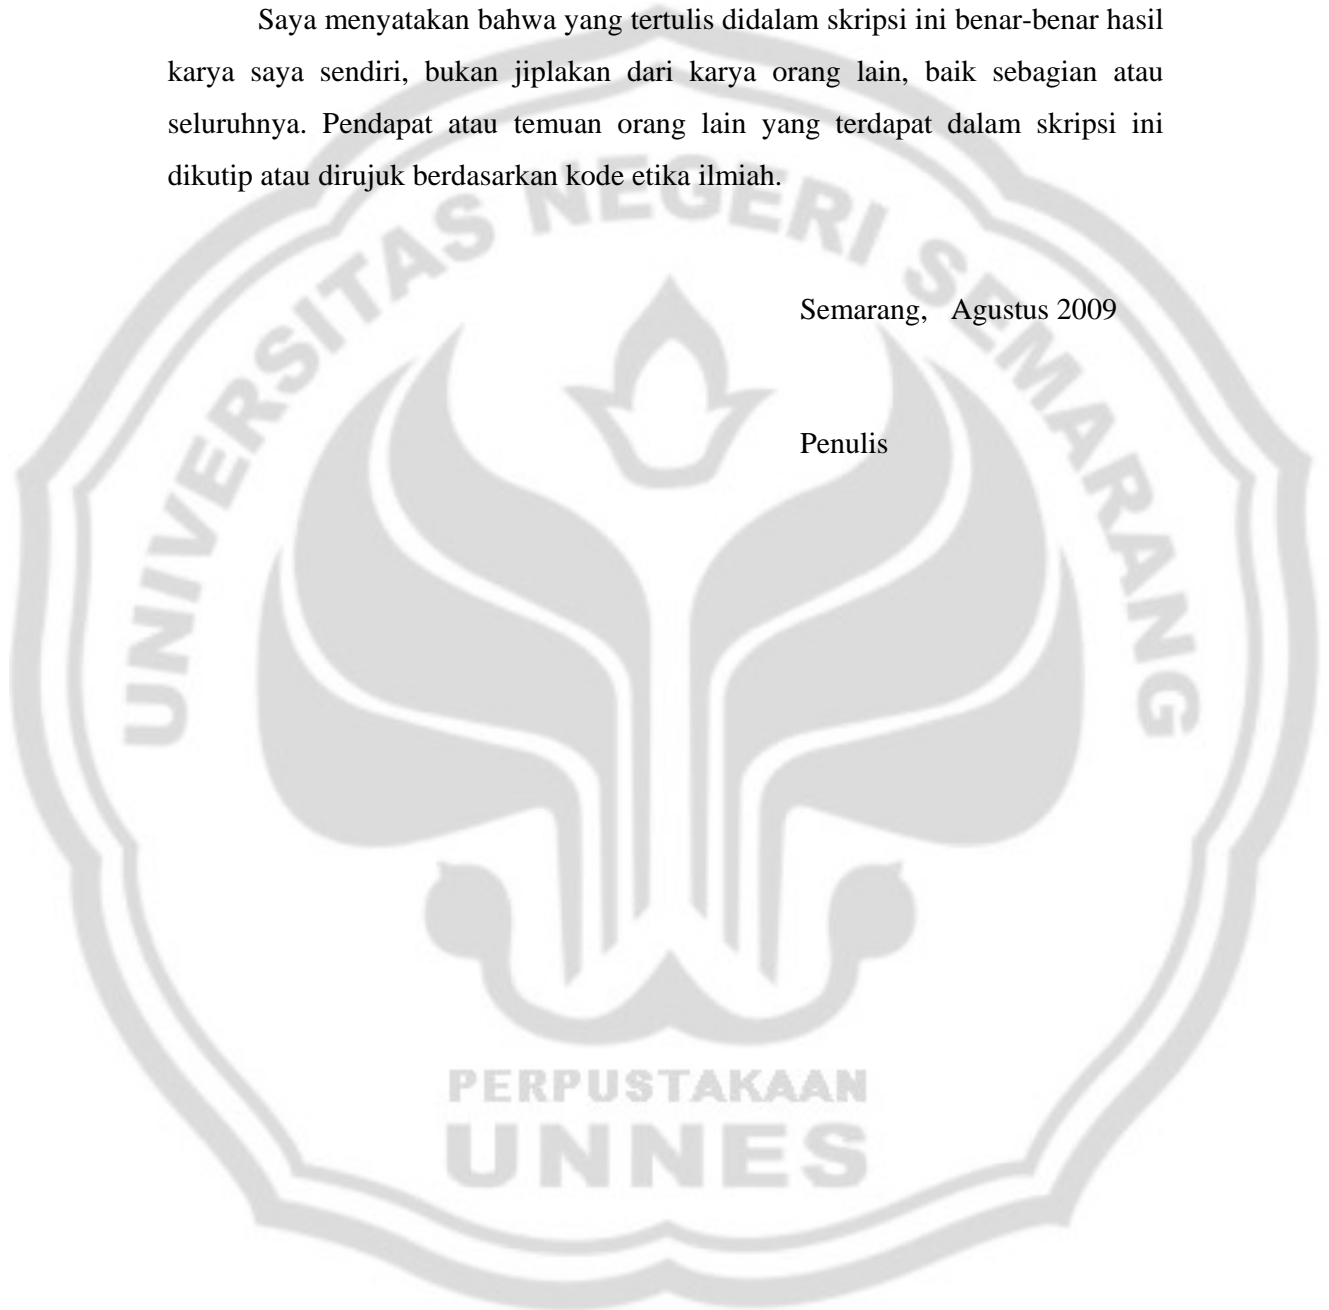 Saya menyatakan bahwa yang tertulis didalam skripsi ini benar-benar hasil
karya saya sendiri, bukan jiplakan dari karya orang lain, baik sebagian atau
seluruhnya. Pendapat atau temuan orang lain yang terdapat dalam skripsi ini
dikutip atau dirujuk berdasarkan kode etika ilmiah.
UNIVERSITAS NEGERI SEMARANG
Semarang, Agustus 2009
Penulis
PERPUSTAKAAN
UNNES